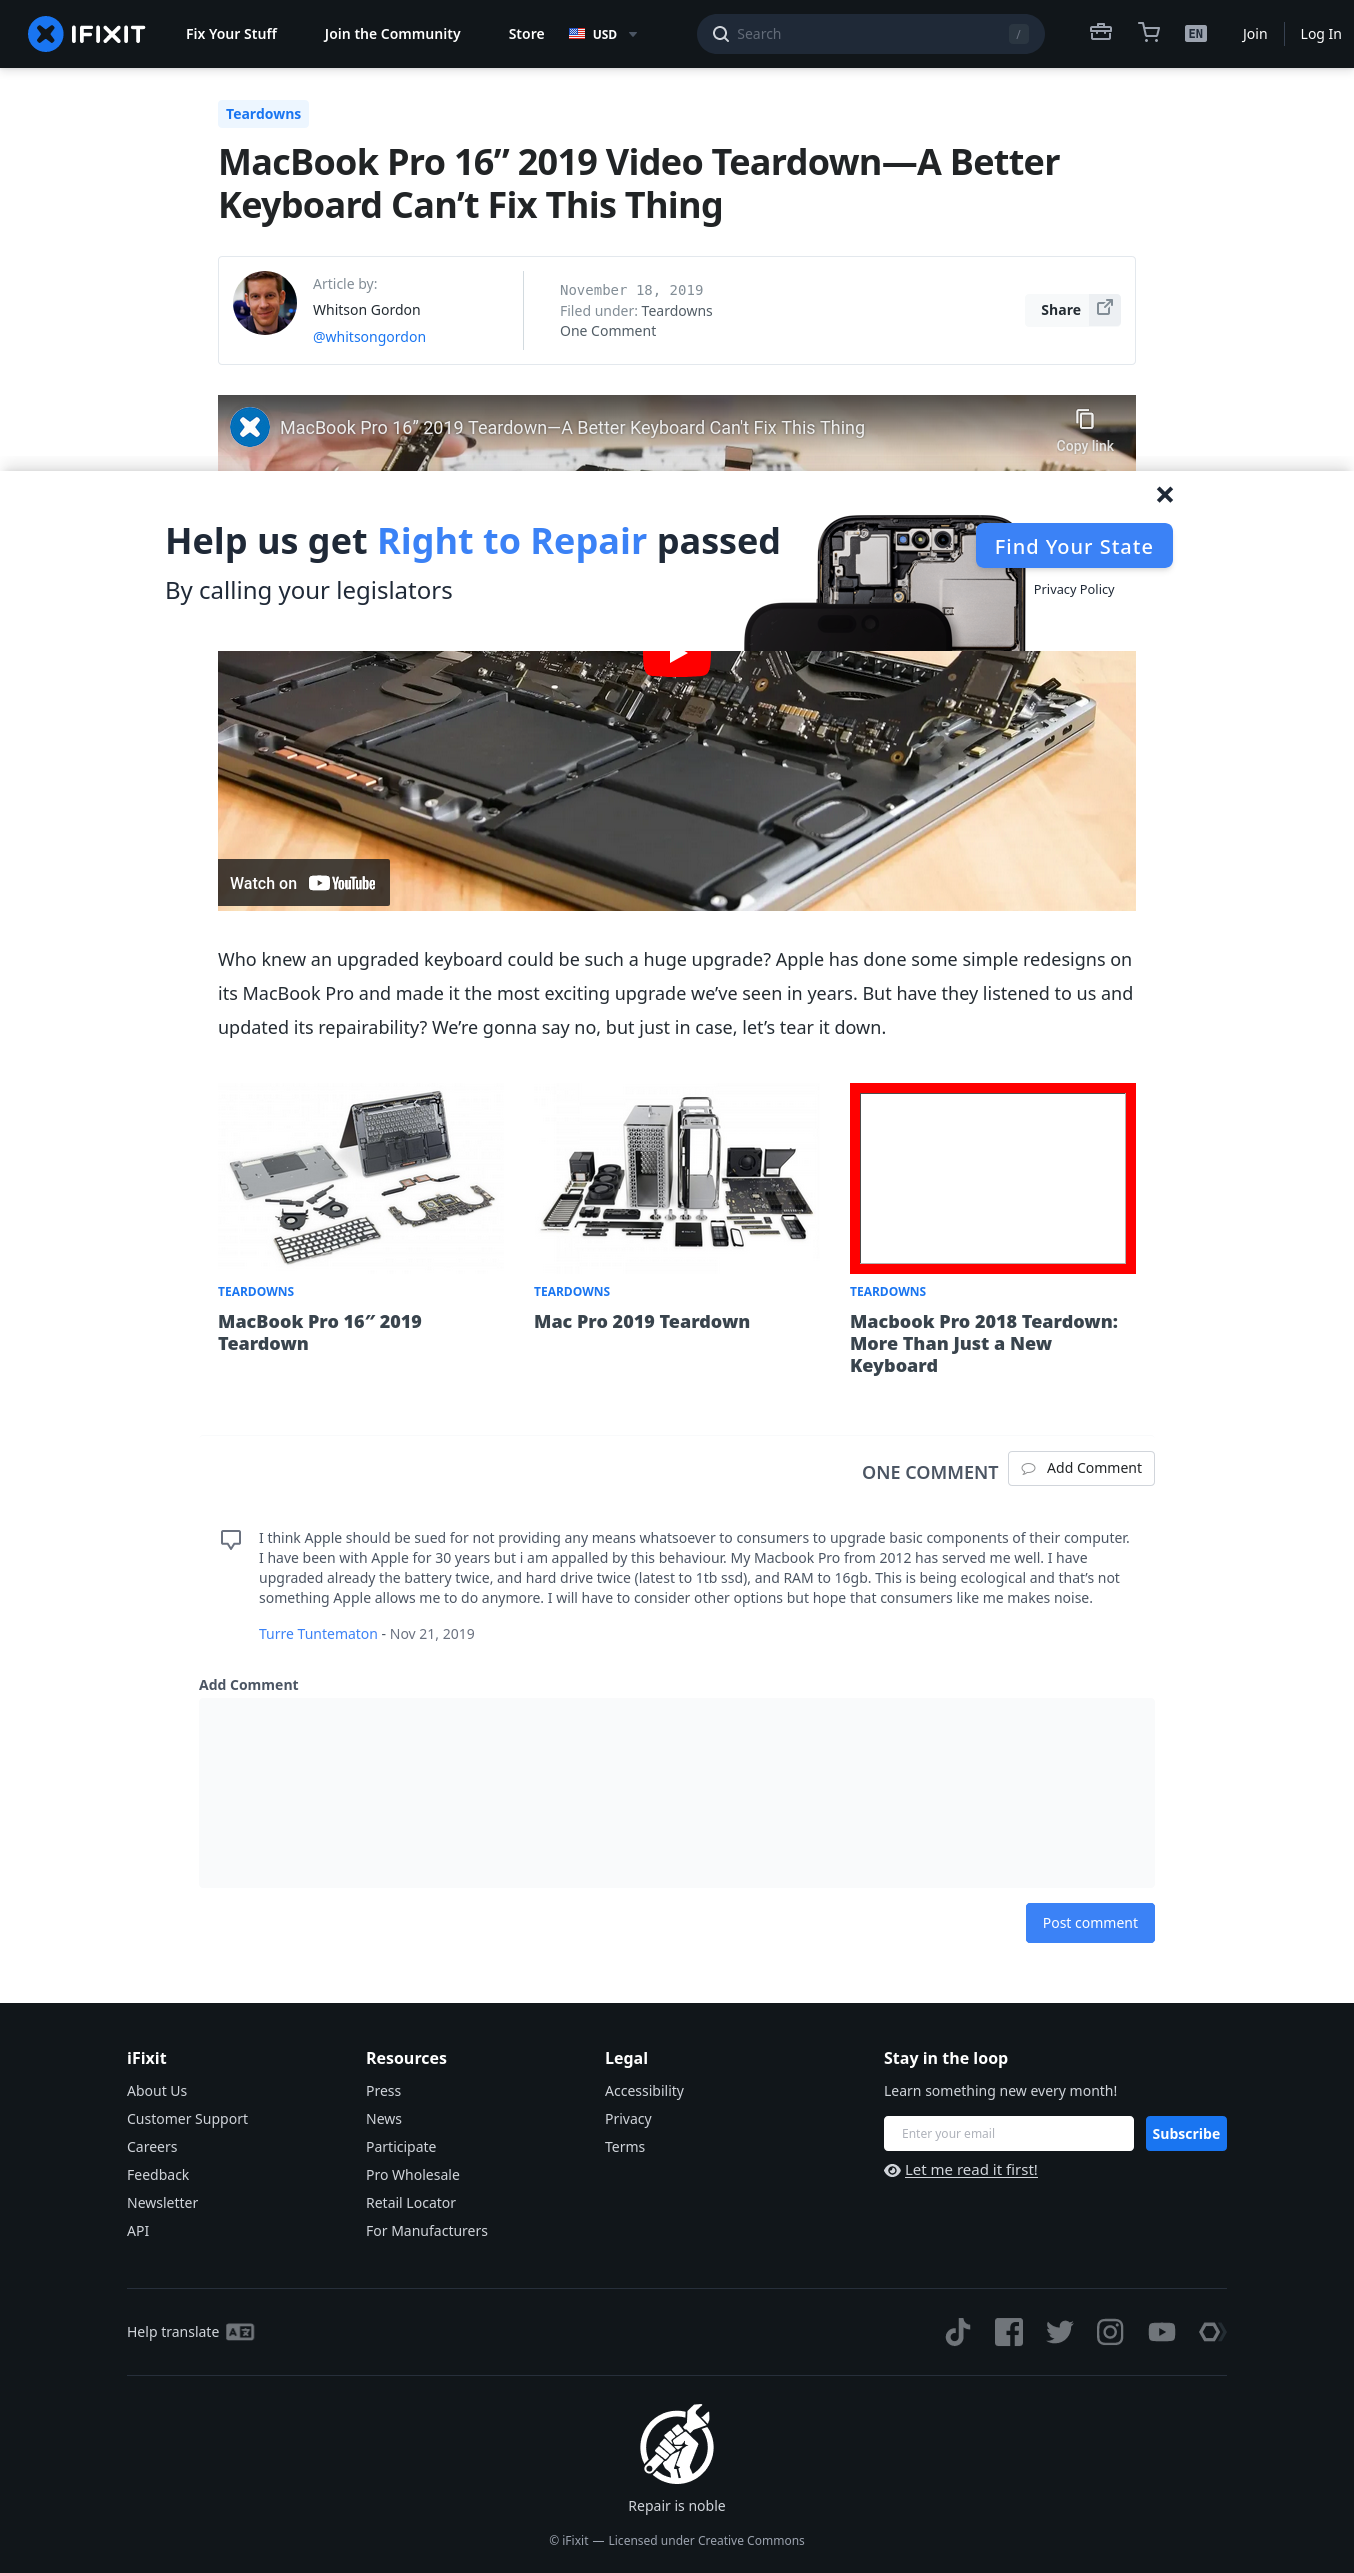 IFIXIT
Fix Your Stuff
Join the Community
Store
USD
Search
/
EN
Join
Log In
Teardowns
MacBook Pro 16” 2019 Video Teardown—A Better
Keyboard Can’t Fix This Thing
Article by:
Whitson Gordon
@whitsongordon
November 18, 2019
Filed under: Teardowns
One Comment
Share
MacBook Pro 16” 2019 Teardown—A Better Keyboard Can't Fix This Thing
Copy link
Help us get Right to Repair passed
By calling your legislators
Find Your State
Privacy Policy
Watch on YouTube
Who knew an upgraded keyboard could be such a huge upgrade? Apple has done some simple redesigns on
its MacBook Pro and made it the most exciting upgrade we’ve seen in years. But have they listened to us and
updated its repairability? We’re gonna say no, but just in case, let’s tear it down.
TEARDOWNS
MacBook Pro 16″ 2019
Teardown
TEARDOWNS
Mac Pro 2019 Teardown
TEARDOWNS
Macbook Pro 2018 Teardown:
More Than Just a New
Keyboard
ONE COMMENT
Add Comment
I think Apple should be sued for not providing any means whatsoever to consumers to upgrade basic components of their computer.
I have been with Apple for 30 years but i am appalled by this behaviour. My Macbook Pro from 2012 has served me well. I have
upgraded already the battery twice, and hard drive twice (latest to 1tb ssd), and RAM to 16gb. This is being ecological and that’s not
something Apple allows me to do anymore. I will have to consider other options but hope that consumers like me makes noise.
Turre Tuntematon - Nov 21, 2019
Add Comment
Post comment
iFixit
About Us
Customer Support
Careers
Feedback
Newsletter
API
Resources
Press
News
Participate
Pro Wholesale
Retail Locator
For Manufacturers
Legal
Accessibility
Privacy
Terms
Stay in the loop
Learn something new every month!
Enter your email
Subscribe
Let me read it first!
Help translate
Repair is noble
© iFixit — Licensed under Creative Commons